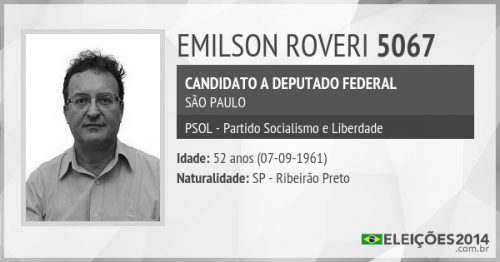 EMILSON ROVERI 5067
CANDIDATO A DEPUTADO FEDERAL
SÃO PAULO
PSOL - Partido Socialismo e Liberdade
Idade: 52 anos (07-09-1961)
Naturalidade: SP - Ribeirão Preto
ELEIÇÕES2014
.com.br